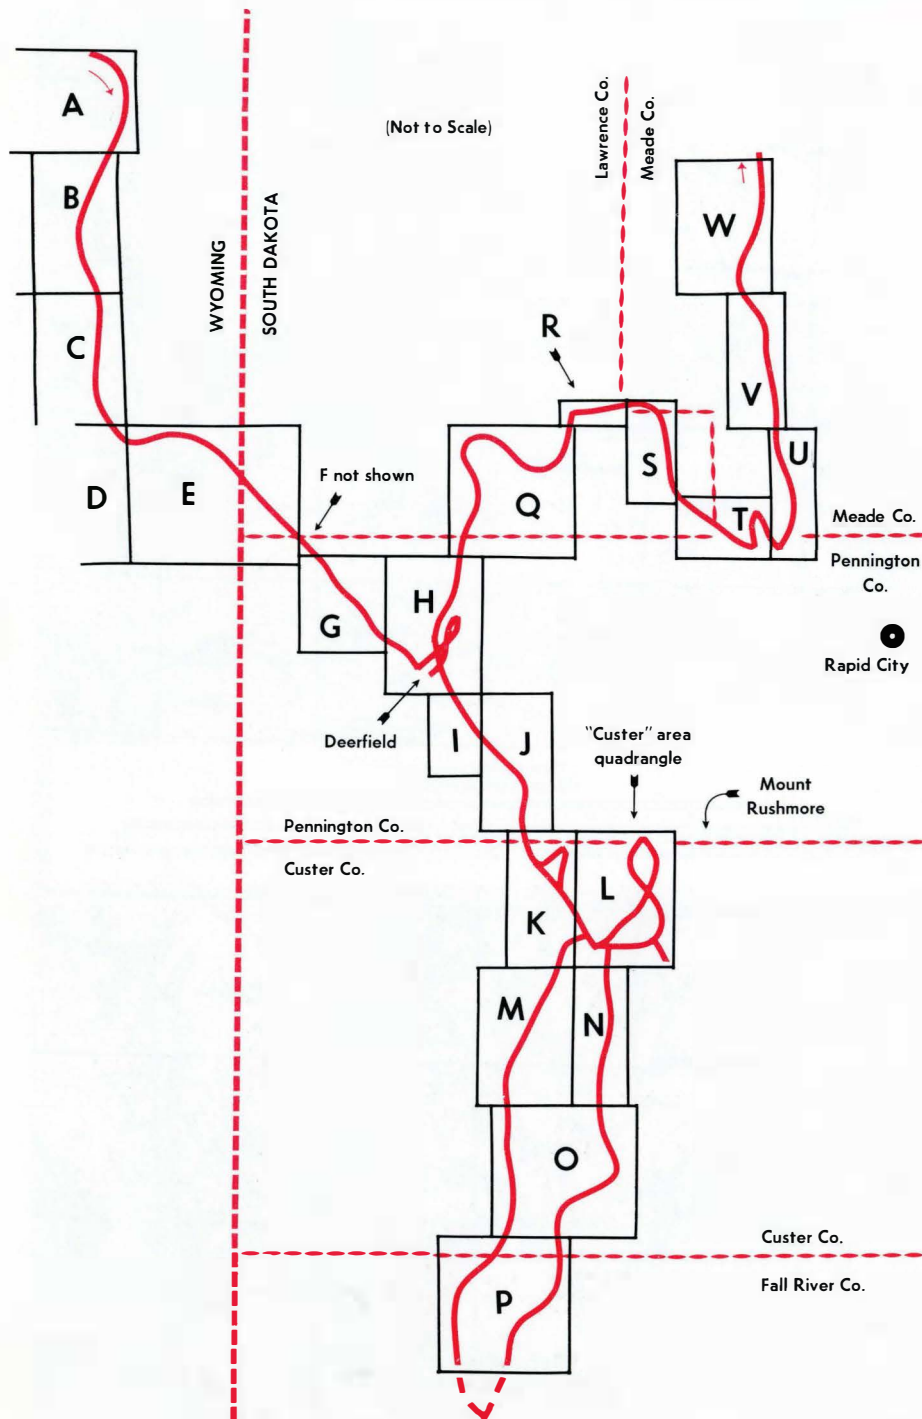 A
(Not to Scale)
Lawrence Co.
Meade Co.
B
W
WYOMING
SOUTH DAKOTA
R
C
V
U
S
F not shown
D
E
Q
T
Meade Co.
Pennington
Co.
H
G
Rapid City
Deerfield
I
J
"Custer" area
quadrangle
Mount
Rushmore
Pennington Co.
Custer Co.
L
K
M
N
O
Custer Co.
Fall River Co.
P